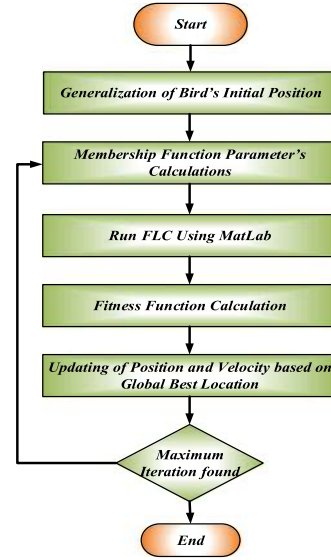 Start
Generalization of Bird's Initial Position
Membership Function Parameter's
Calculations
Run FLC Using MatLab
Fitness Function Calculation
Updating of Position and Velocity based on
Global Best Location
Maximum
Iteration found
End